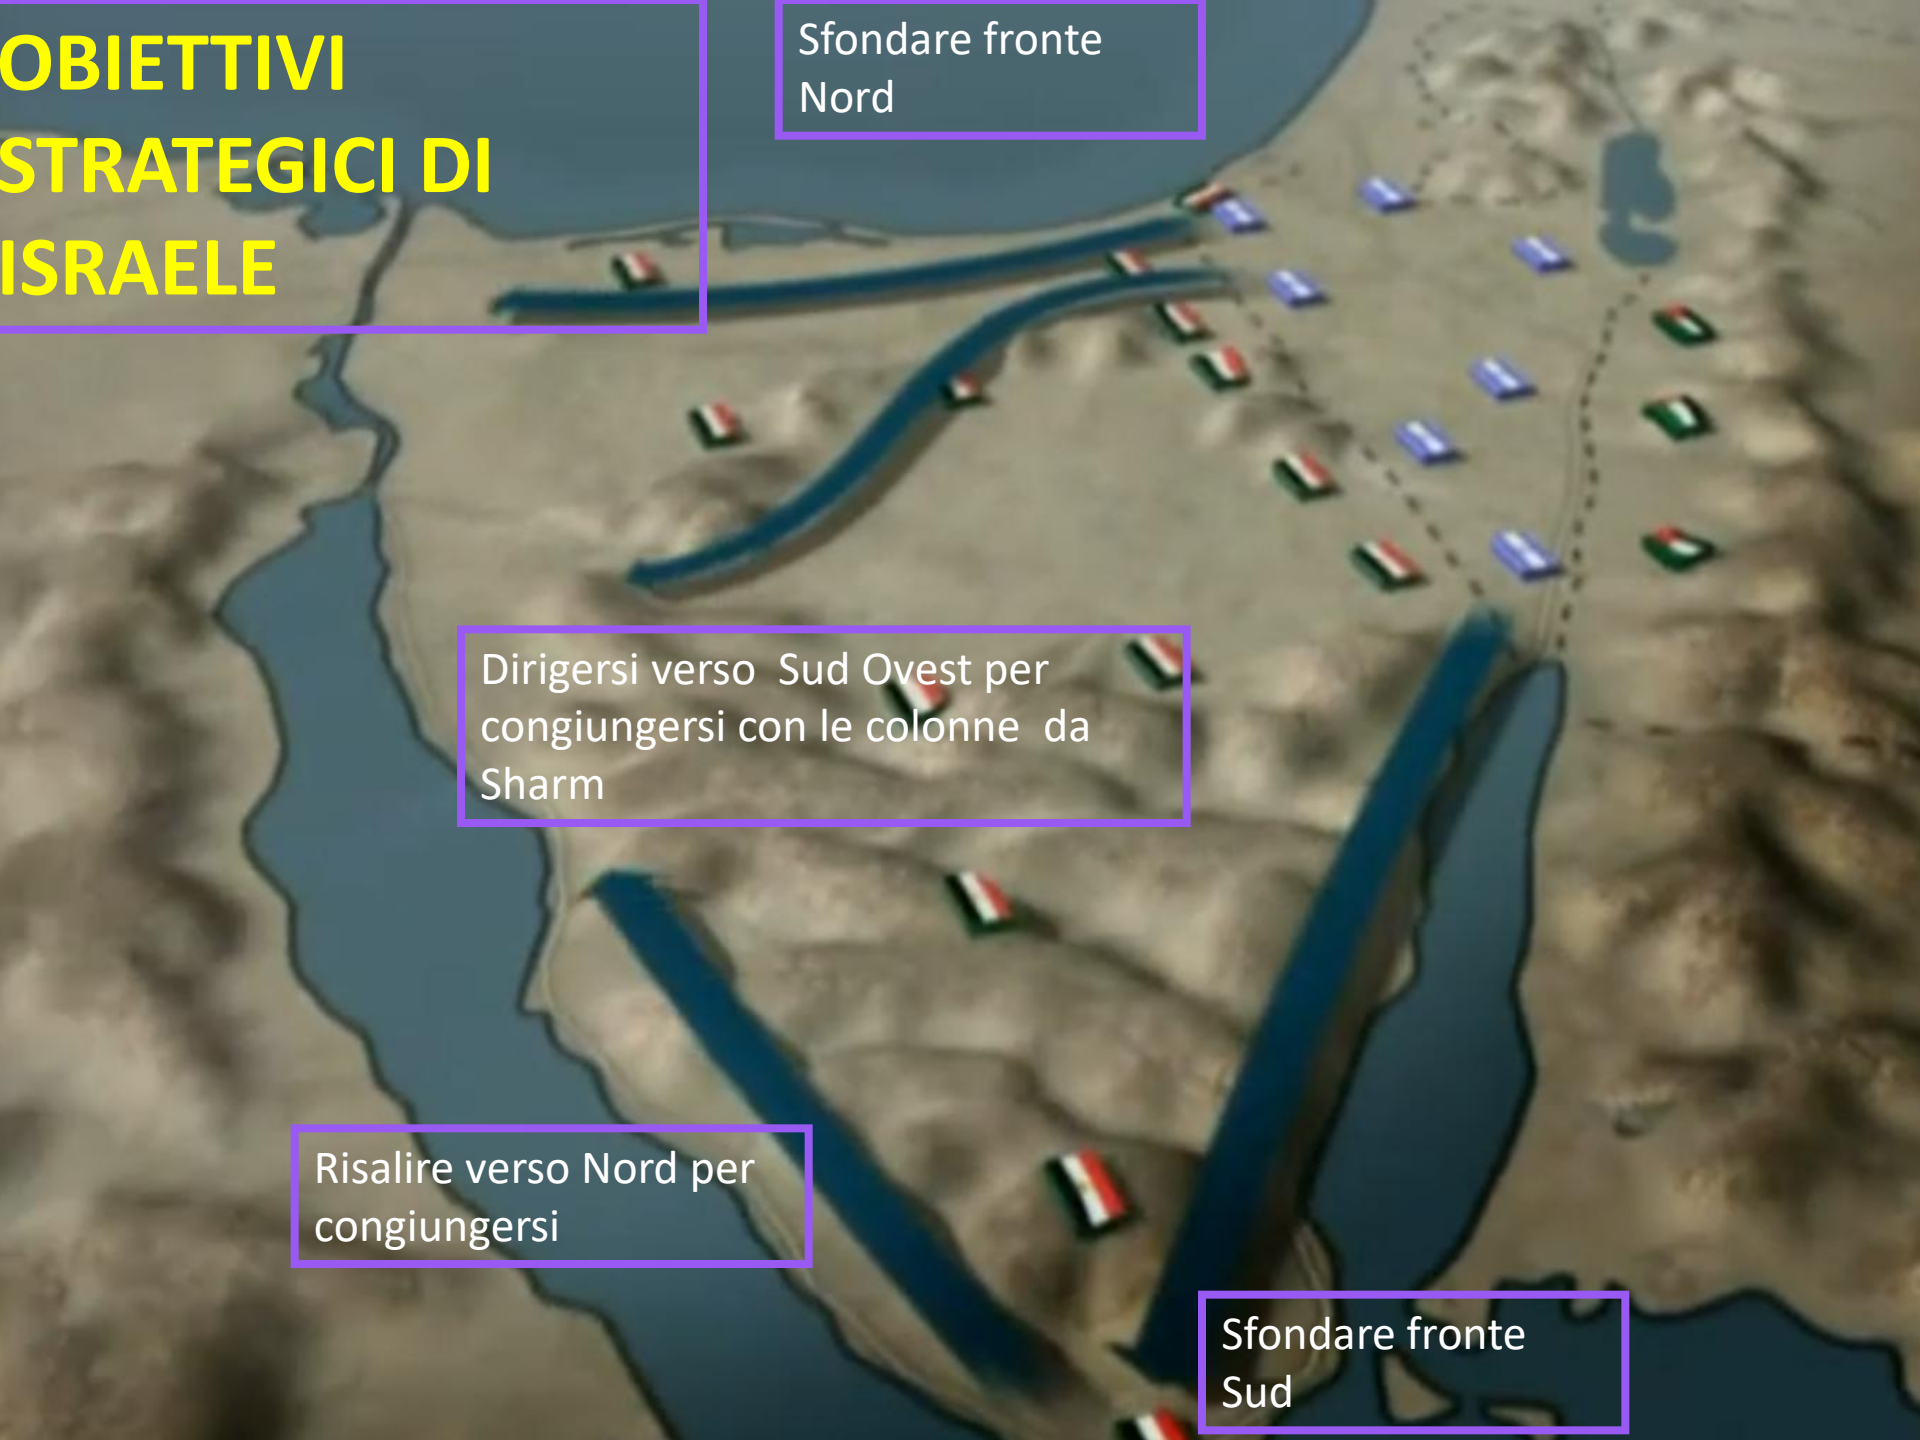 OBIETTIVI
STRATEGICI DI
ISRAELE
Sfondare fronte
Nord
Dirigersi verso  Sud Ovest per
congiungersi con le colonne  da
Sharm
Risalire verso Nord per
congiungersi
Sfondare fronte
Sud